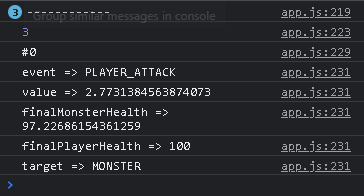 Group similar messages in console
3 ------------- app.js:219
3 app.js:223
#0 app.js:229
event => PLAYER_ATTACK app.js:231
value => 2.7731384563874073 app.js:231
finalMonsterHealth => app.js:231
97.22686154361259
finalPlayerHealth => 100 app.js:231
target => MONSTER app.js:231
>